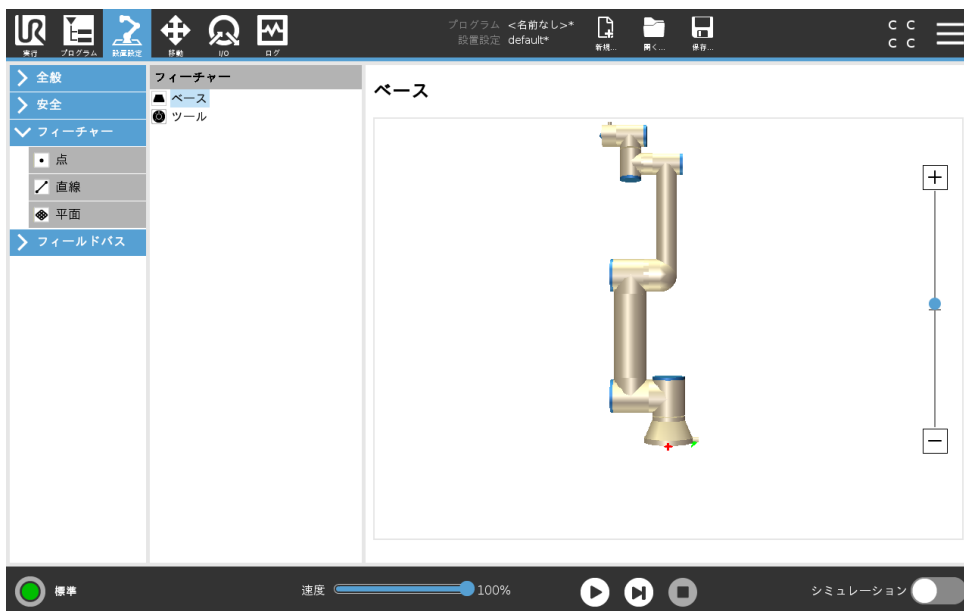 UR
プログラム <名前なし>*
設置設定 default*
実行
プログラム
設置設定
移動
I/O
ログ
新規...
開く...
保存...
C C
C C
全般
安全
フィーチャー
点
直線
平面
フィールドバス
フィーチャー
ベース
ツール
ベース
標準
速度
100%
シミュレーション